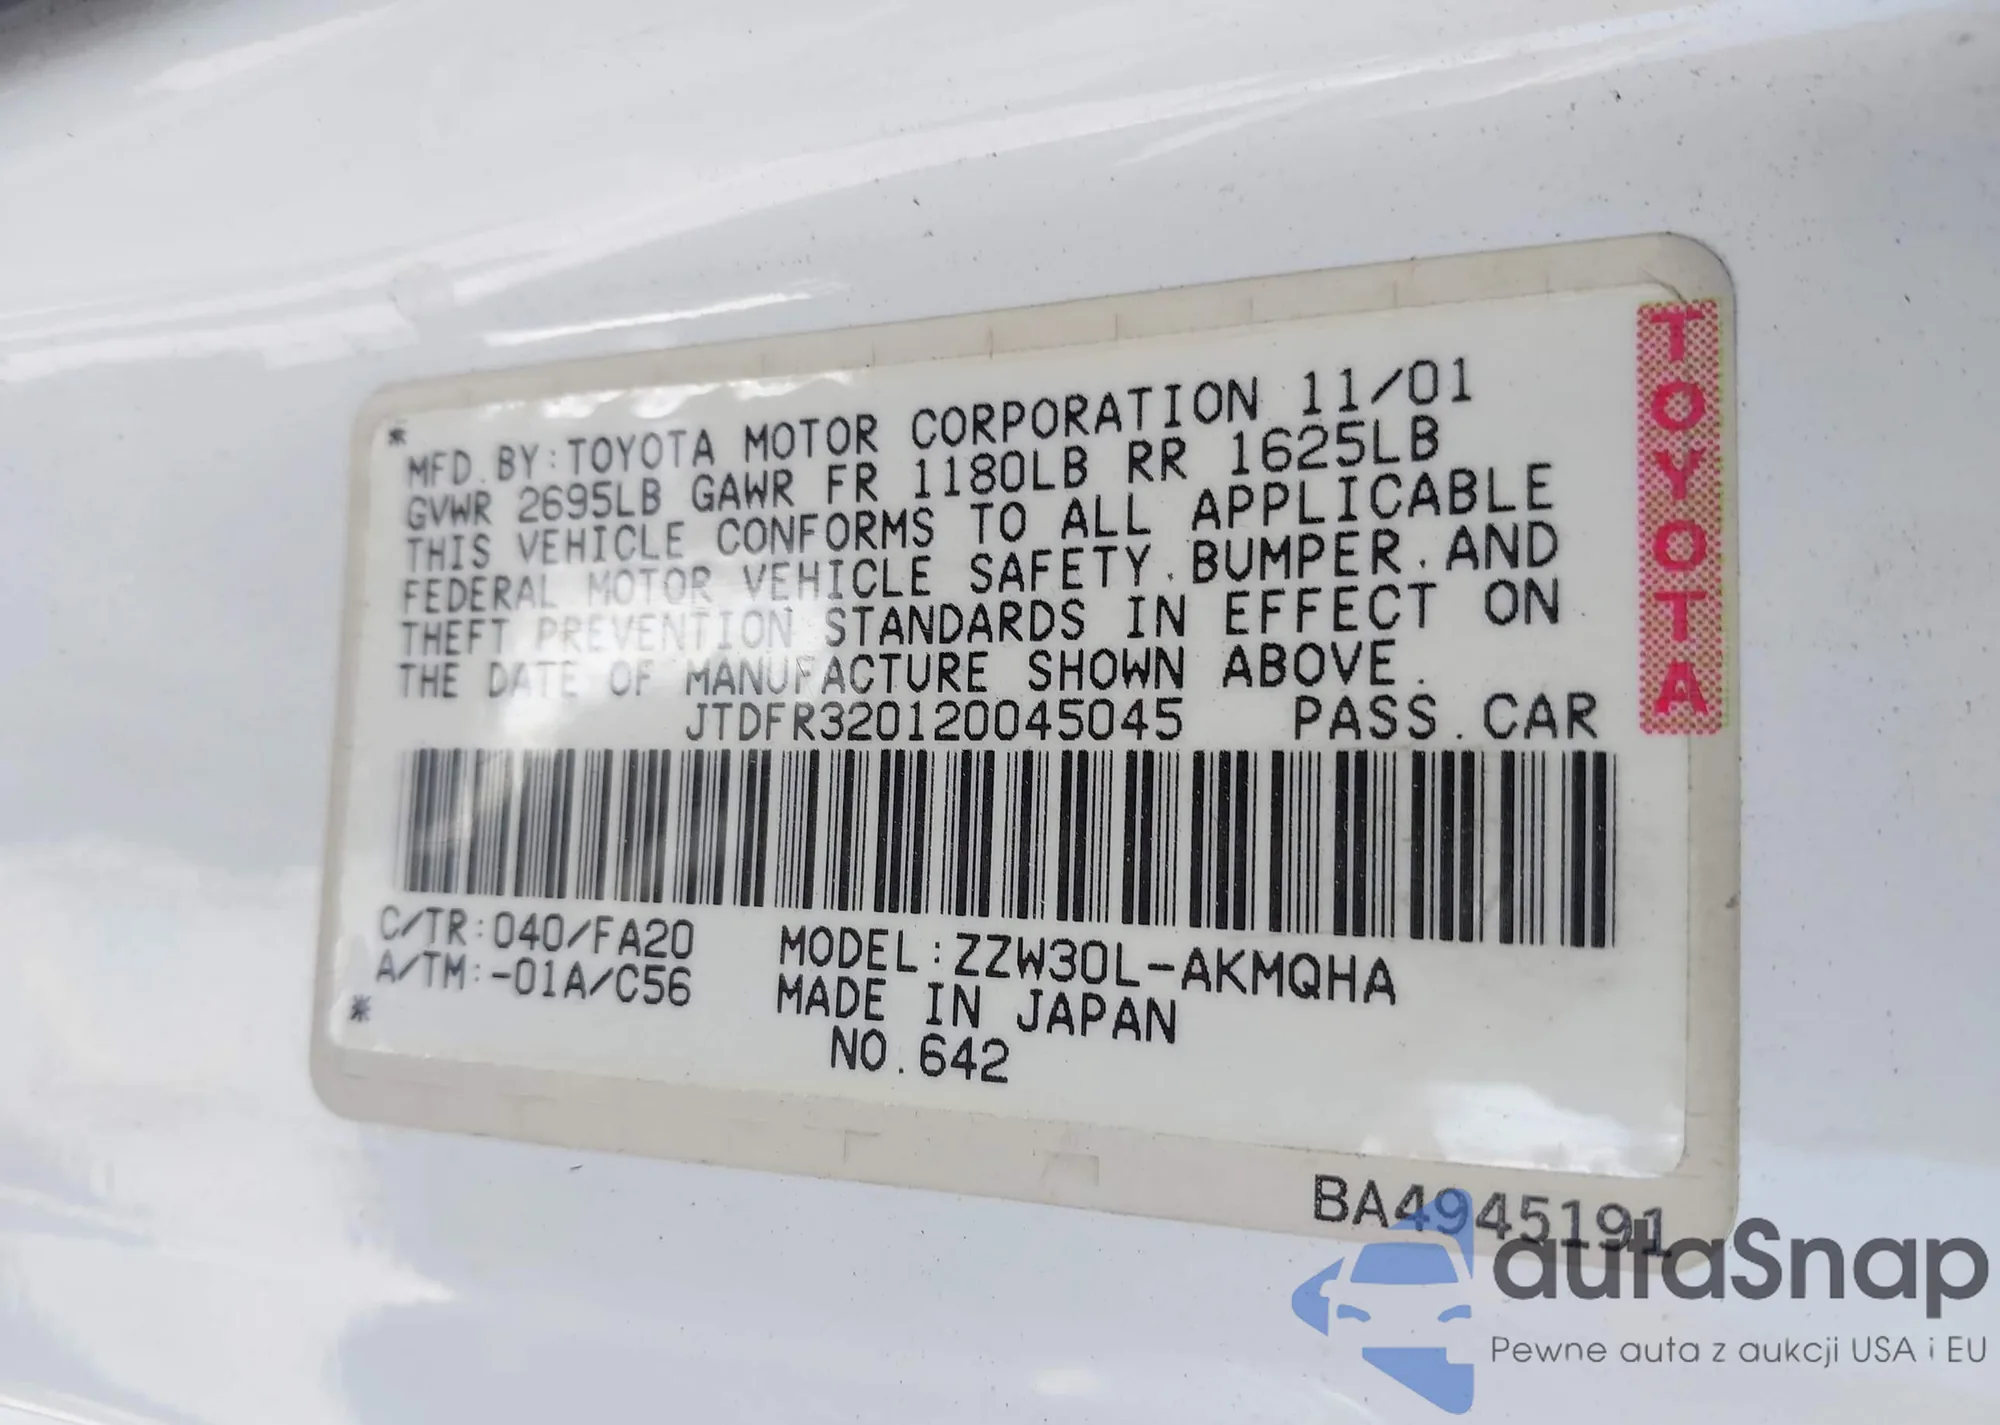 *
MFD. BY: TOYOTA MOTOR CORPORATION 11/01
GVWR 2695LB GAWR FR 1180LB RR 1625LB
THIS VEHICLE CONFORMS TO ALL APPLICABLE
FEDERAL MOTOR VEHICLE SAFETY. BUMPER. AND
THEFT PREVENTION STANDARDS IN EFFECT ON
THE DATE OF MANUFACTURE SHOWN ABOVE.
JTDFR320120045045 PASS. CAR
C/TR: 040/FA20 MODEL: ZZW30L-AKMQHA
A/TM: -01A/C56 MADE IN JAPAN
*
NO. 642
TOYOTA
BA4945191
autaSnap
Pewne auta z aukcji USA i EU